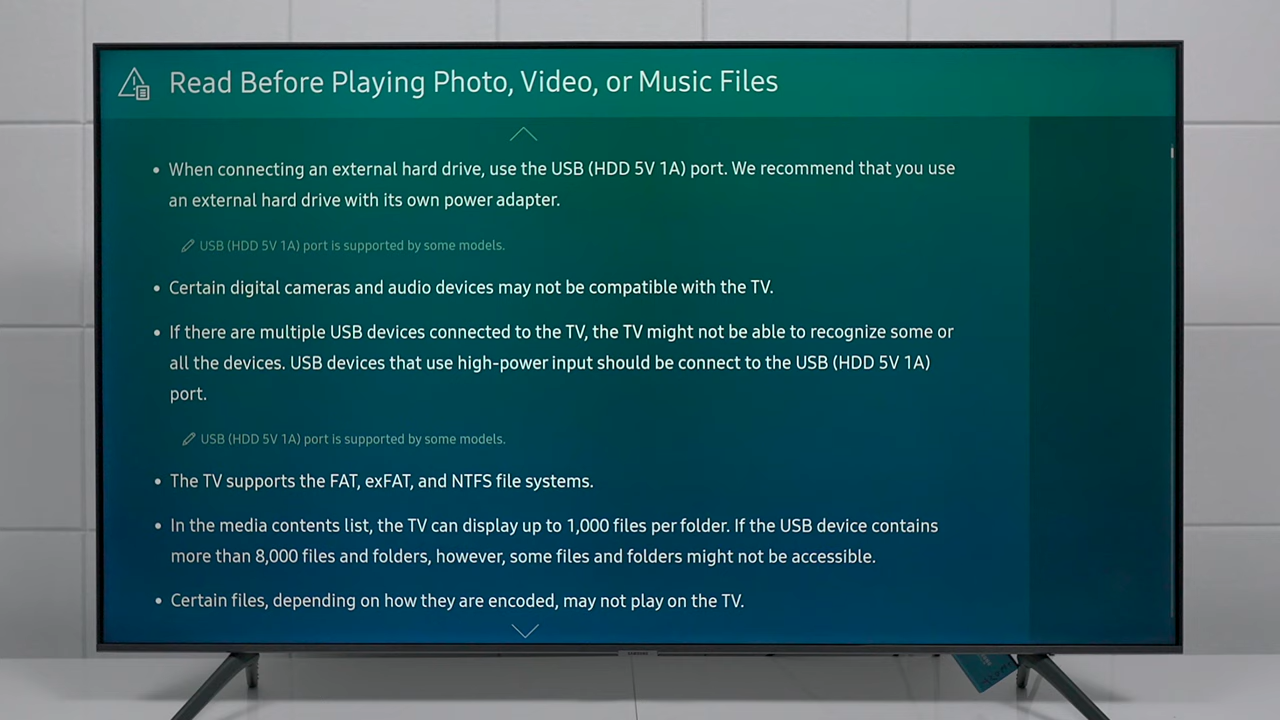 Read Before Playing Photo, Video, or Music Files
• When connecting an external hard drive, use the USB (HDD 5V 1A) port. We recommend that you use
an external hard drive with its own power adapter.
USB (HDD 5V 1A) port is supported by some models.
• Certain digital cameras and audio devices may not be compatible with the TV.
• If there are multiple USB devices connected to the TV, the TV might not be able to recognize some or
all the devices. USB devices that use high-power input should be connect to the USB (HDD 5V 1A)
port.
USB (HDD 5V 1A) port is supported by some models.
• The TV supports the FAT, exFAT, and NTFS file systems.
• In the media contents list, the TV can display up to 1,000 files per folder. If the USB device contains
more than 8,000 files and folders, however, some files and folders might not be accessible.
• Certain files, depending on how they are encoded, may not play on the TV.
SAMSUNG